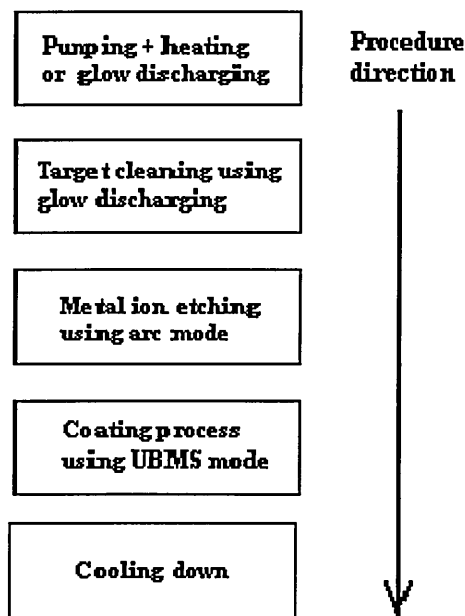 Pumping + heating
or glow discharging
Procedure
direction
Target cleaning using
glow discharging
Metal ion etching
using arc mode
Coating process
using UBMS mode
Cooling down